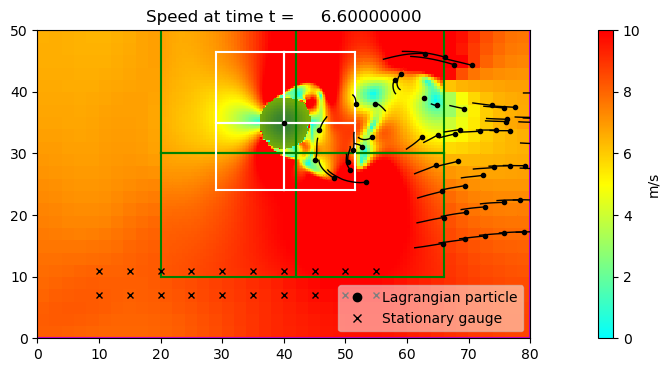 Speed at time t = 6.60000000
50
40
30
20
10
0
0 10 20 30 40 50 60 70 80
Lagrangian particle
Stationary gauge
10
8
6
4
2
0
m/s